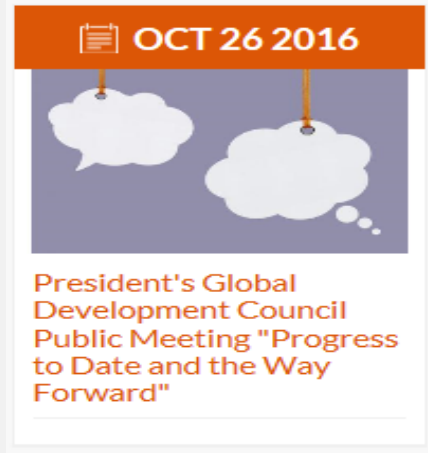 OCT 26 2016
President's Global
Development Council
Public Meeting "Progress
to Date and the Way
Forward"